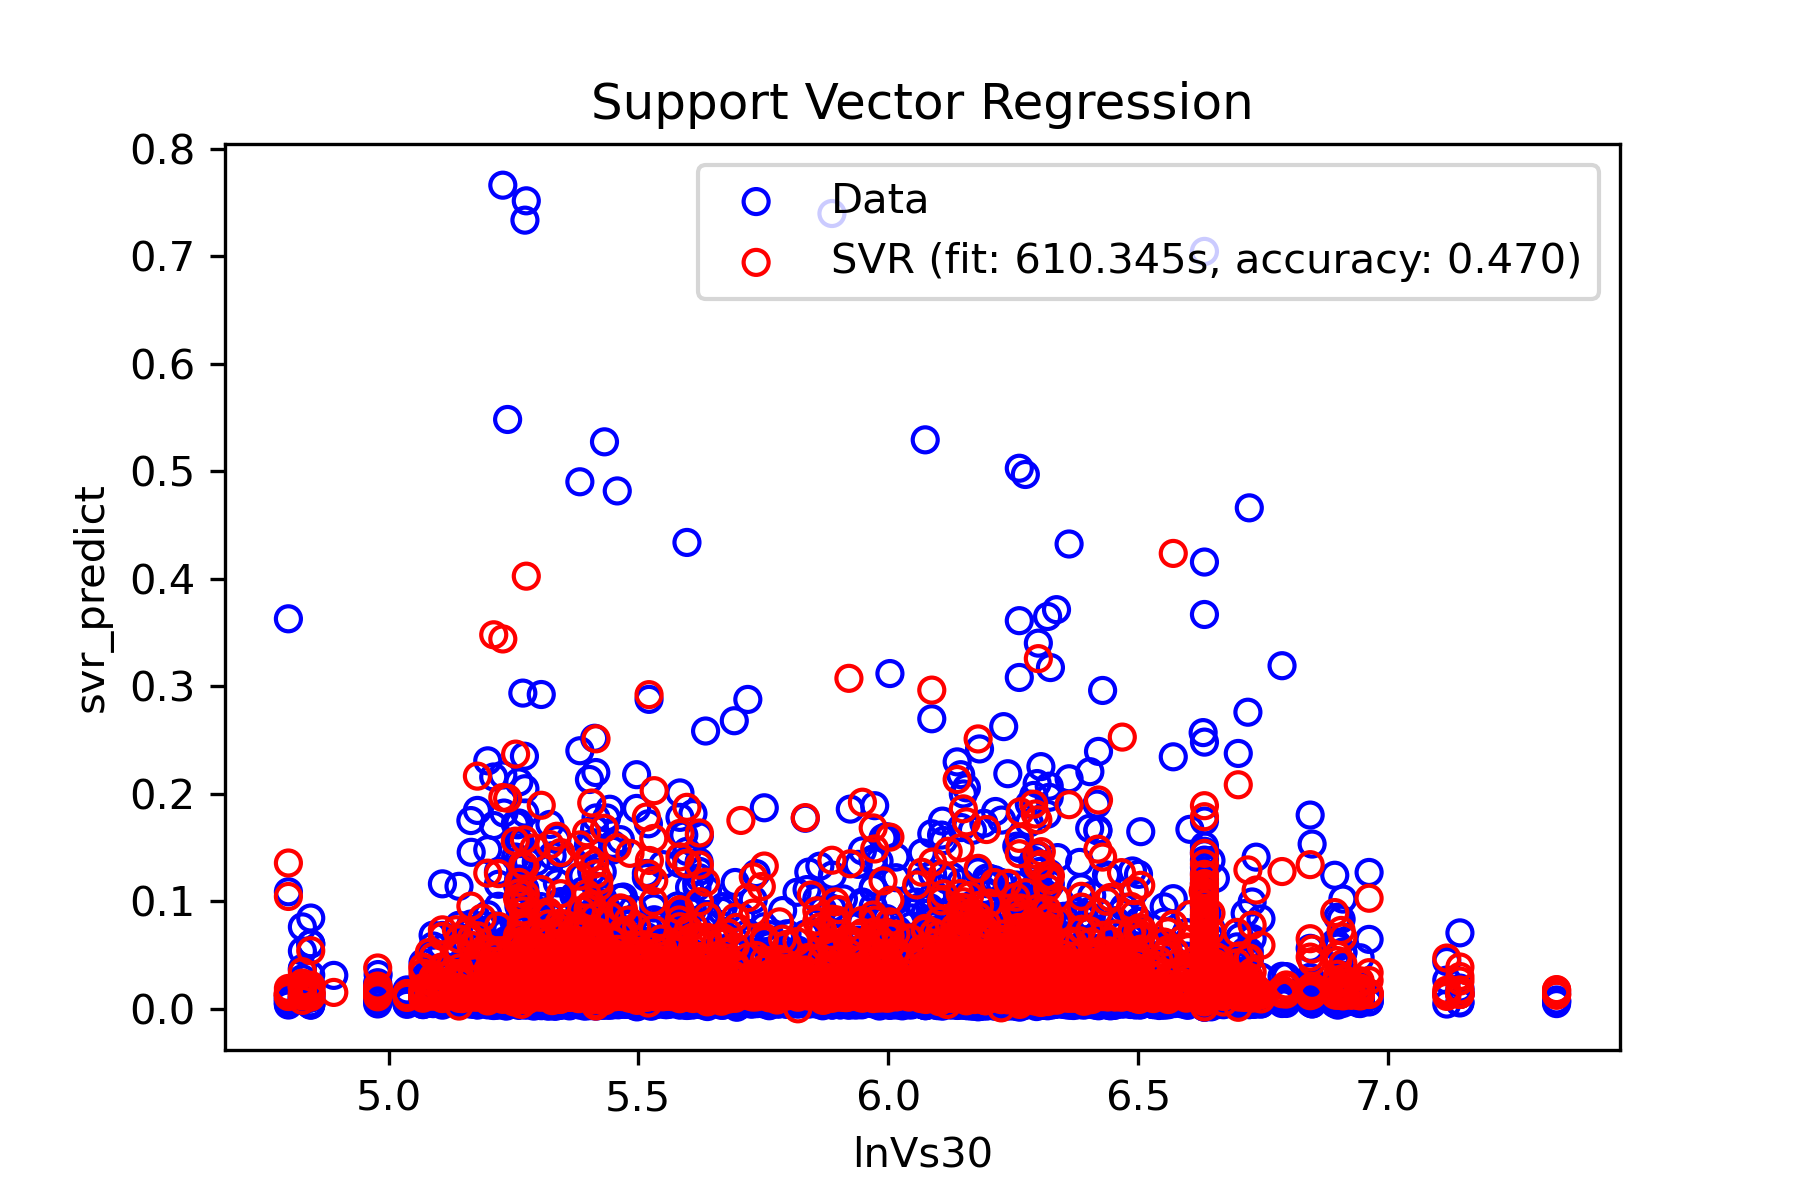 Support Vector Regression
0.8
0.7
0.6
0.5
0.4
0.3
0.2
0.1
0.0
svr_predict
Data
SVR (fit: 610.345s, accuracy: 0.470)
5.0 5.5 6.0 6.5 7.0
lnVs30